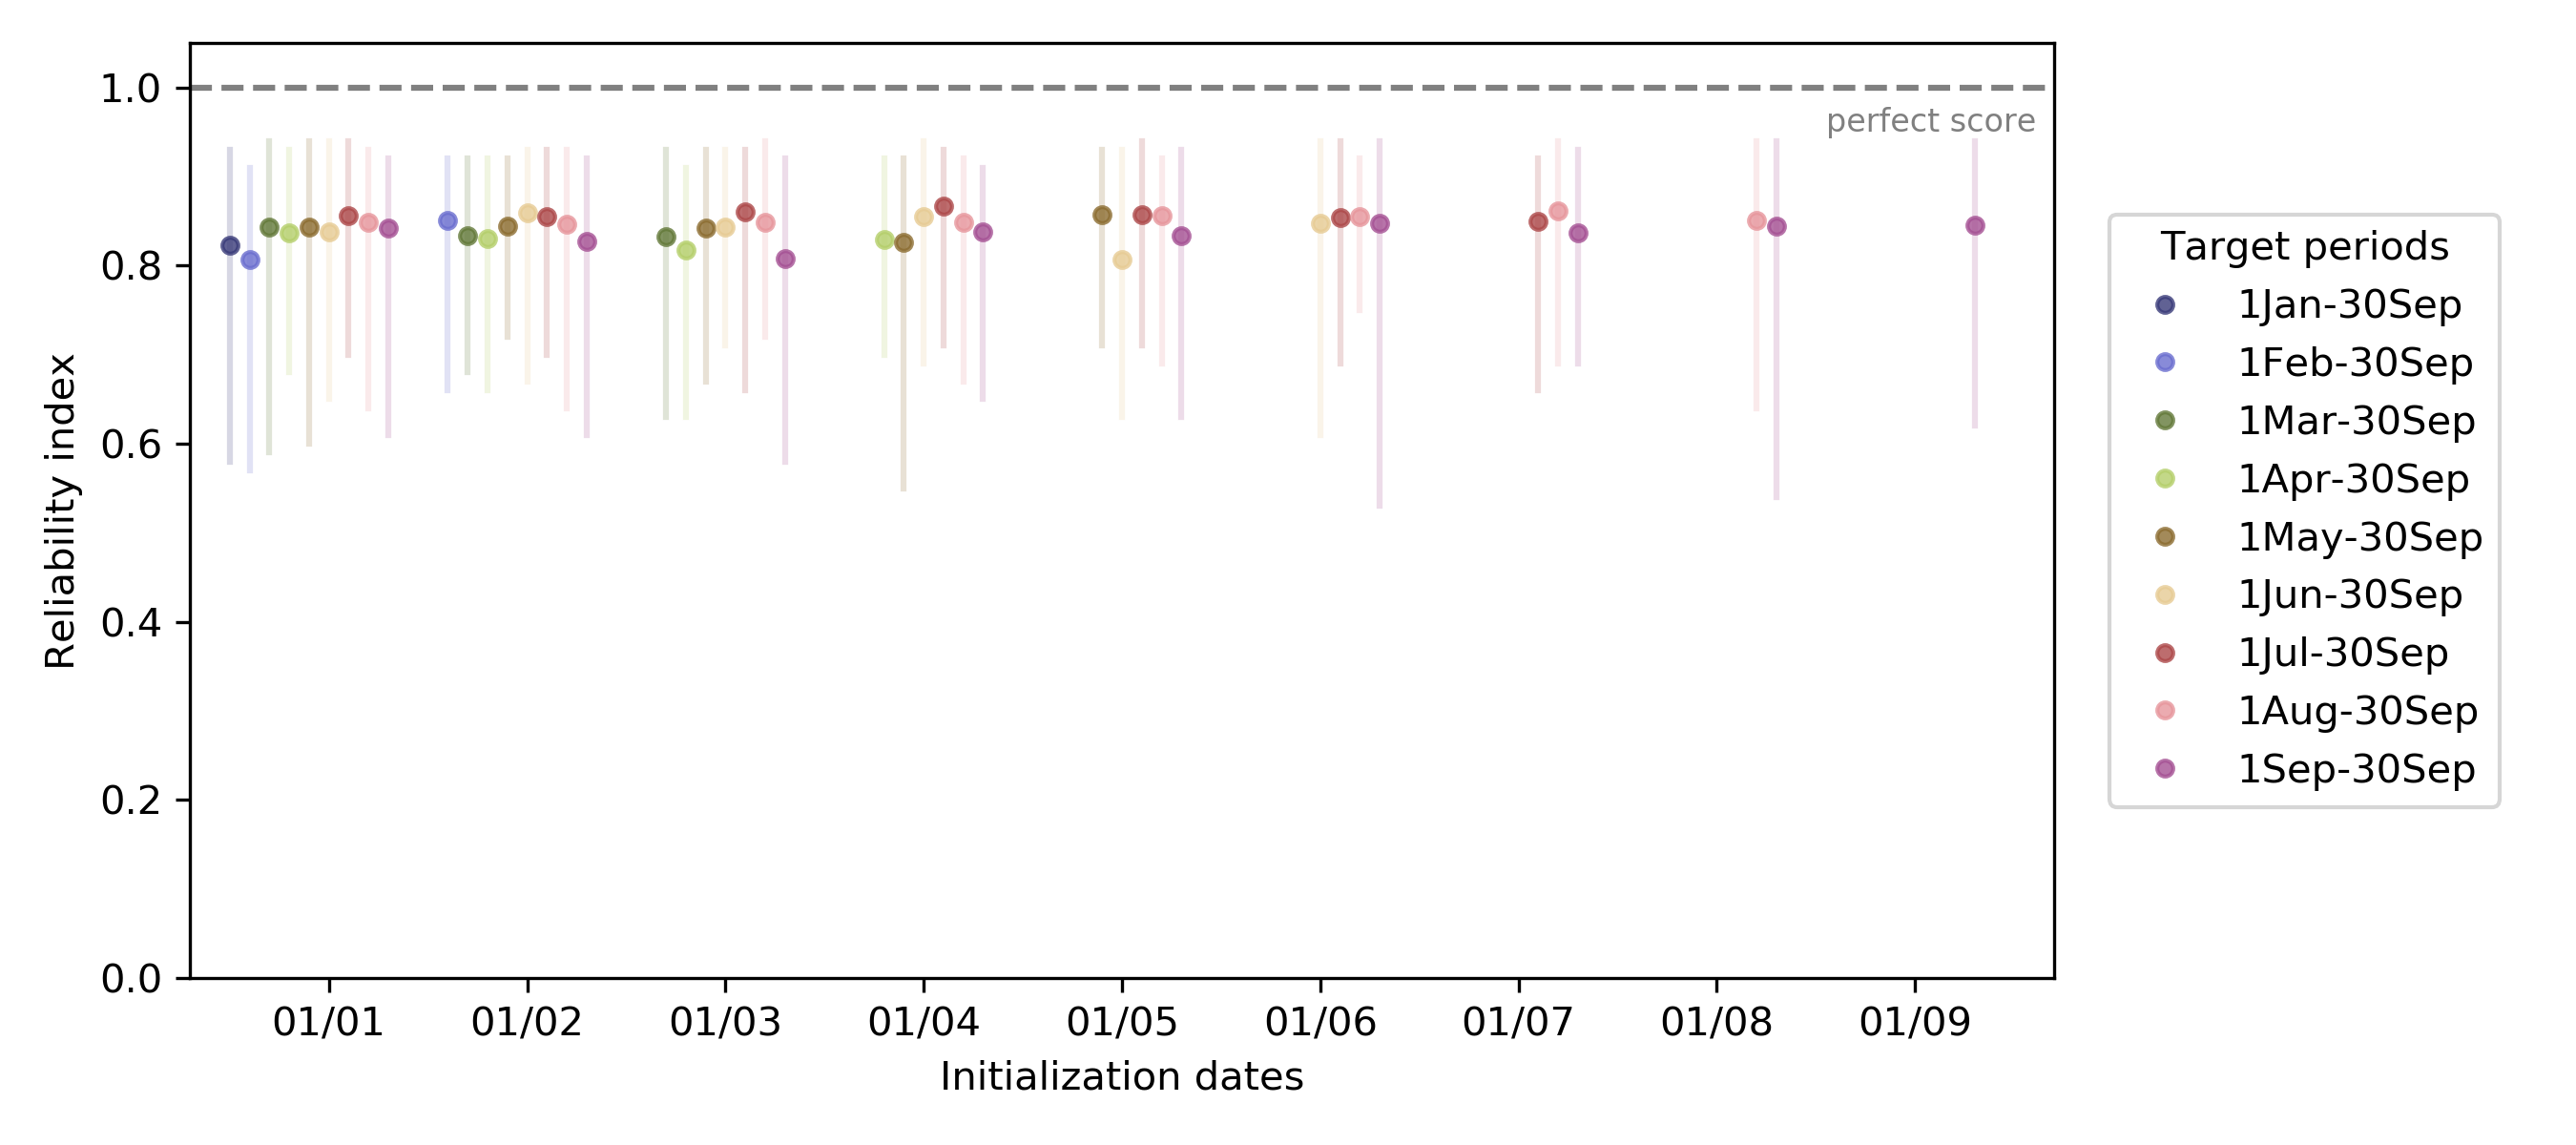 1.0
0.8
0.6
0.4
0.2
0.0
Reliability index
perfect score
01/01
01/02
01/03
01/04
01/05
01/06
01/07
01/08
01/09
Initialization dates
Target periods
1Jan-30Sep
1Feb-30Sep
1Mar-30Sep
1Apr-30Sep
1May-30Sep
1Jun-30Sep
1Jul-30Sep
1Aug-30Sep
1Sep-30Sep